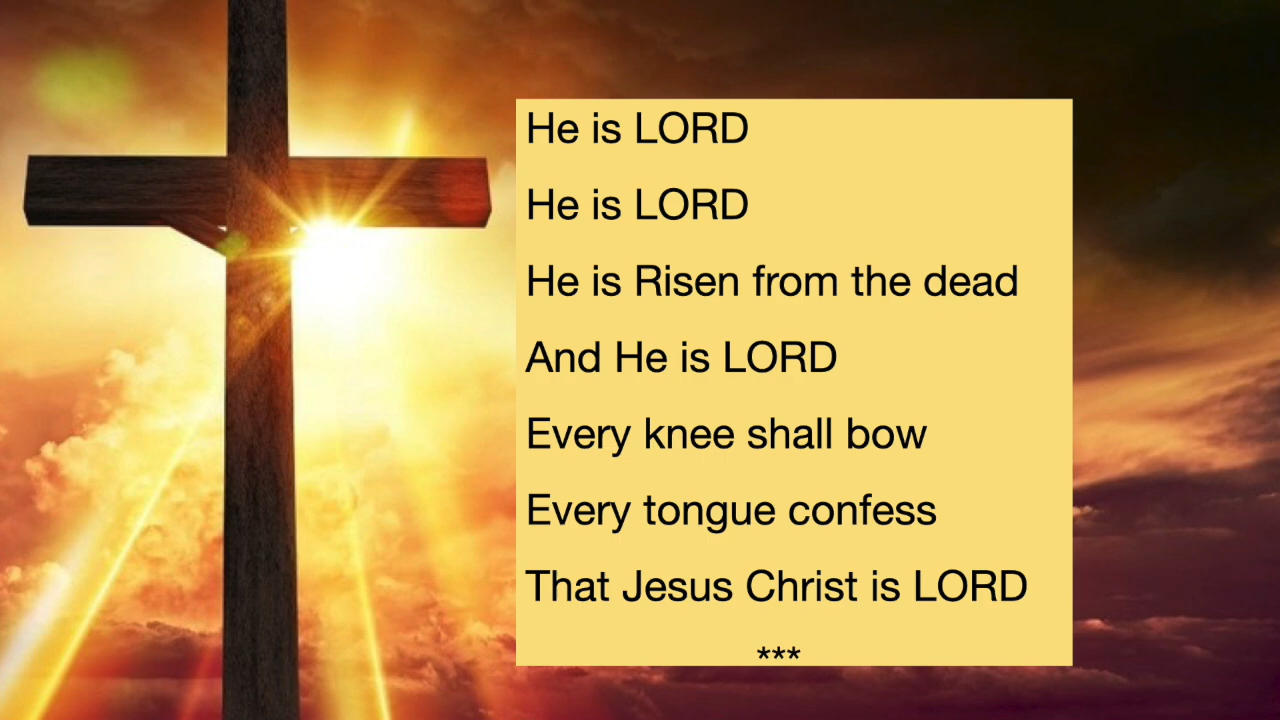 He is LORD
He is LORD
He is Risen from the dead
And He is LORD
Every knee shall bow
Every tongue confess
That Jesus Christ is LORD
***